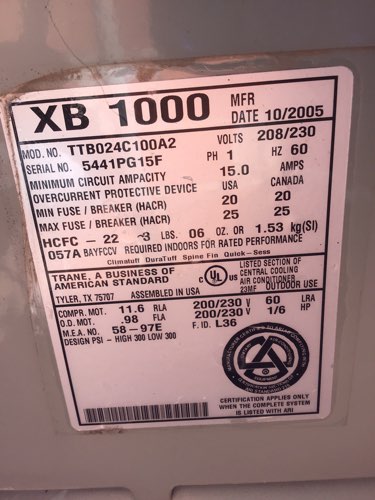 XB 1000 MFR DATE 10/2005
MOD. NO. TTB024C100A2 VOLTS 208/230
SERIAL NO. 5441PG15F PH 1 HZ 60
MINIMUM CIRCUIT AMPACITY 15.0 AMPS
OVERCURRENT PROTECTIVE DEVICE USA CANADA
MIN FUSE / BREAKER (HACR) 20 20
MAX FUSE / BREAKER (HACR) 25 25
HCFC - 22 3 LBS. 06 OZ. OR 1.53 kg(SI)
057A BAYFCCV REQUIRED INDOORS FOR RATED PERFORMANCE
Climatuff DuraTuff Spine Fin Quick-Sess
TRANE, A BUSINESS OF
AMERICAN STANDARD
TYLER, TX 75707 ASSEMBLED IN USA
C UL US
LISTED SECTION OF
CENTRAL COOLING
AIR CONDITIONER
23MF OUTDOOR USE
COMPR. MOT. 11.6 RLA 200/230 V 60 LRA
O.D. MOT. .98 FLA 200/230 V 1/6 HP
M.E.A. NO. 58-97E F. ID. L36
DESIGN PSI - HIGH 300 LOW 300
CERTIFICATION APPLIES ONLY
WHEN THE COMPLETE SYSTEM
IS LISTED WITH ARI